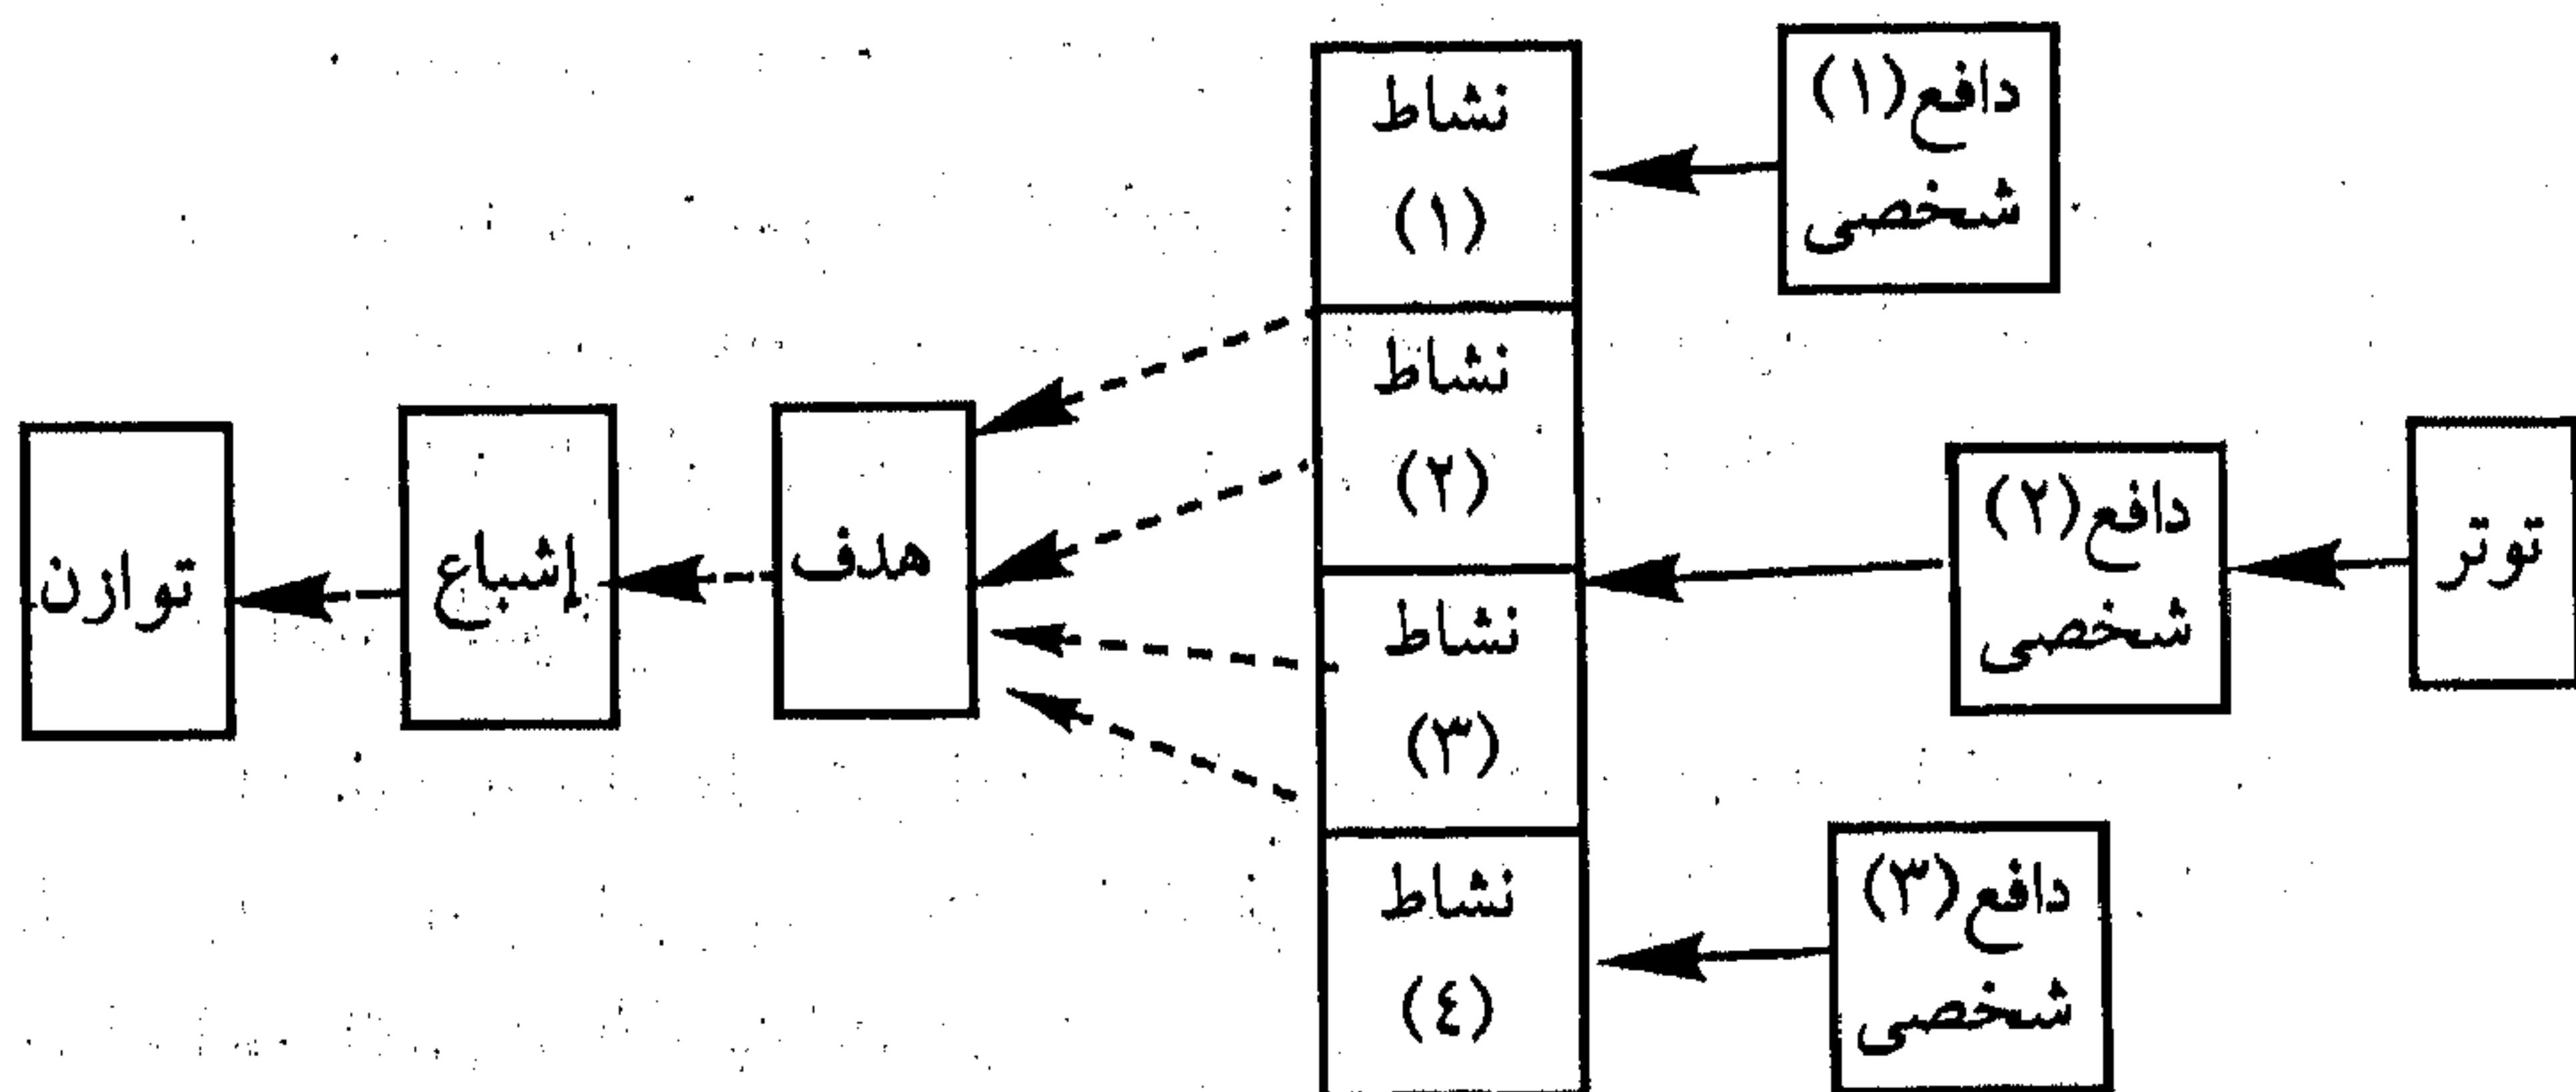 توتر
دافع (١)
شخصى
دافع (٢)
شخصى
دافع (٣)
شخصى
نشاط
(١)
نشاط
(٢)
نشاط
(٣)
نشاط
(٤)
هدف
إشباع
توازن